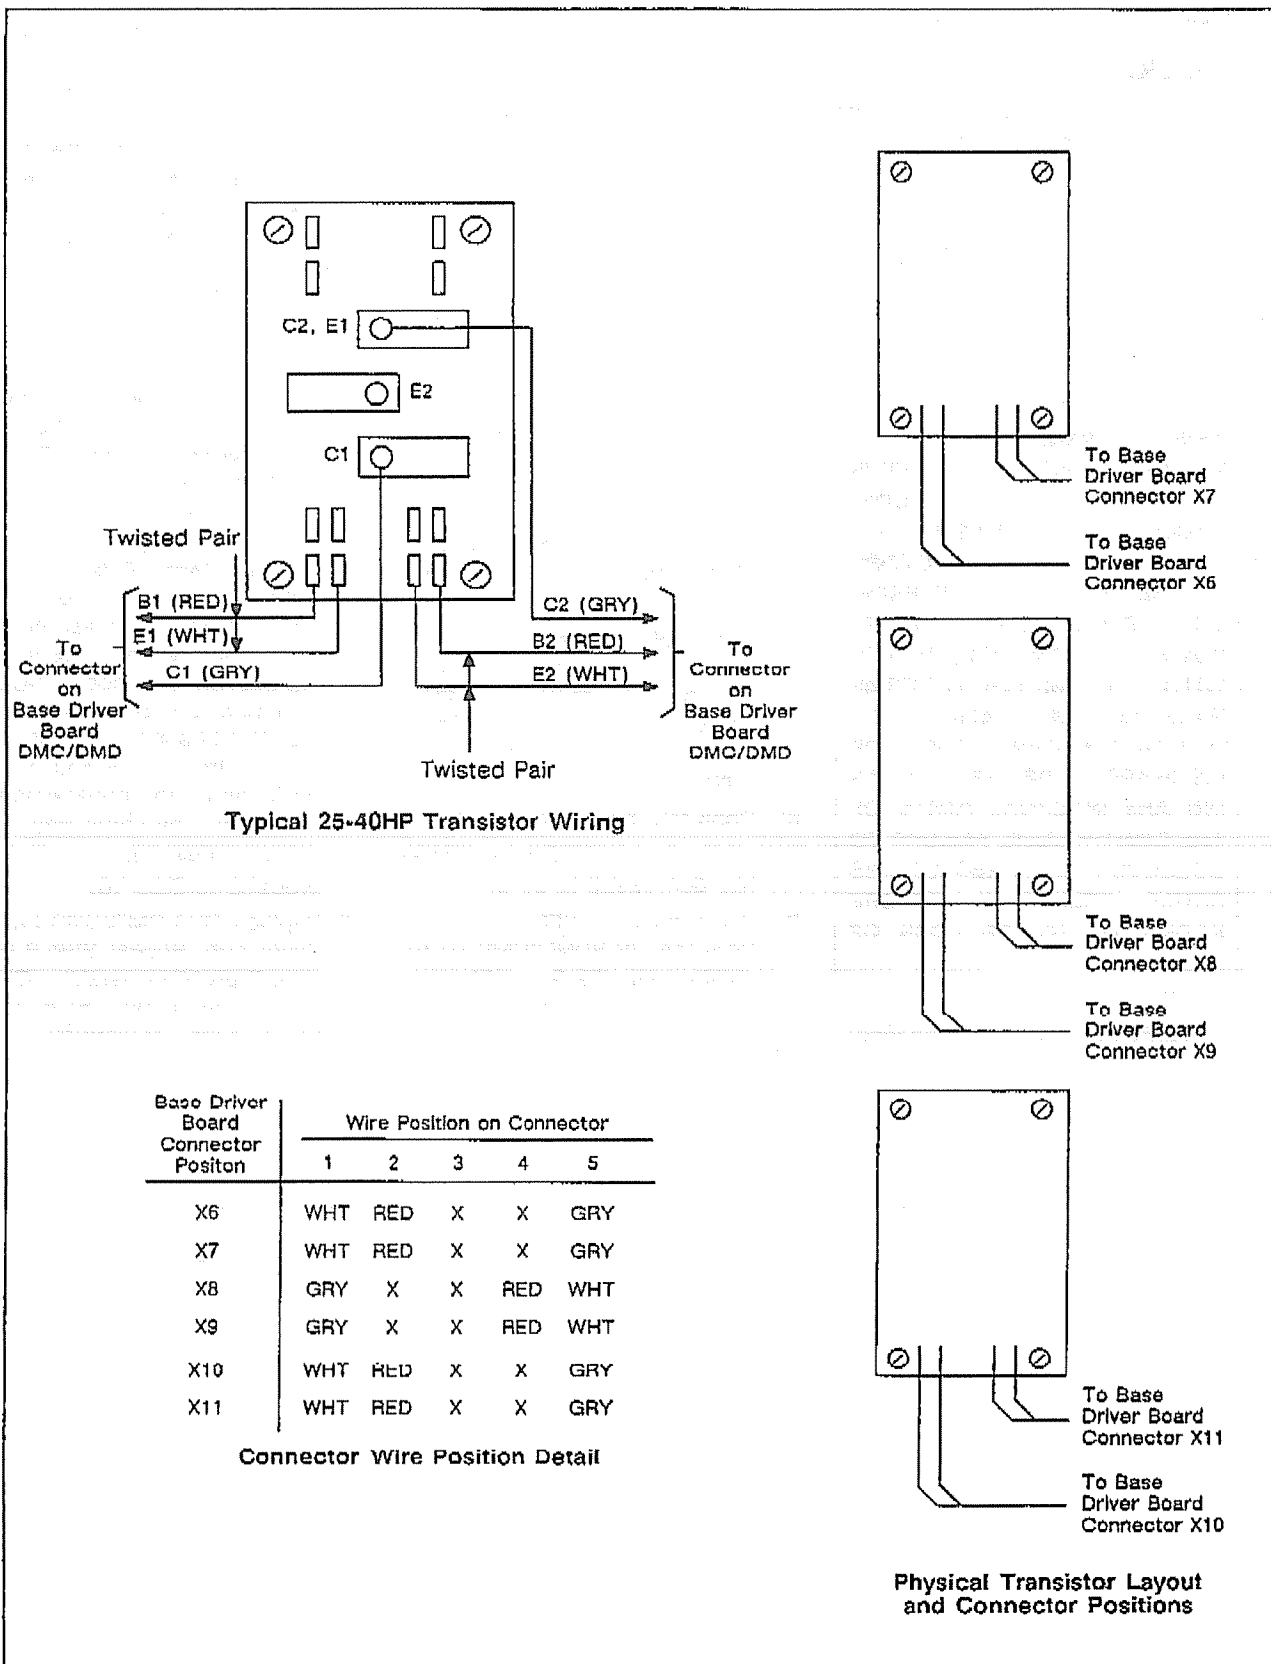 C2, E1
E2
C1
Twisted Pair
B1 (RED)
E1 (WHT)
C1 (GRY)
To
Connector
on
Base Driver
Board
DMC/DMD
C2 (GRY)
B2 (RED)
E2 (WHT)
To
Connector
on
Base Driver
Board
DMC/DMD
Twisted Pair
Typical 25-40HP Transistor Wiring
To Base
Driver Board
Connector X7
To Base
Driver Board
Connector X6
To Base
Driver Board
Connector X8
To Base
Driver Board
Connector X9
To Base
Driver Board
Connector X11
To Base
Driver Board
Connector X10
Physical Transistor Layout
and Connector Positions
Base Driver
Board
Connector
Positon
Wire Position on Connector
1 2 3 4 5
X6 WHT RED X X GRY
X7 WHT RED X X GRY
X8 GRY X X RED WHT
X9 GRY X X RED WHT
X10 WHT RED X X GRY
X11 WHT RED X X GRY
Connector Wire Position Detail